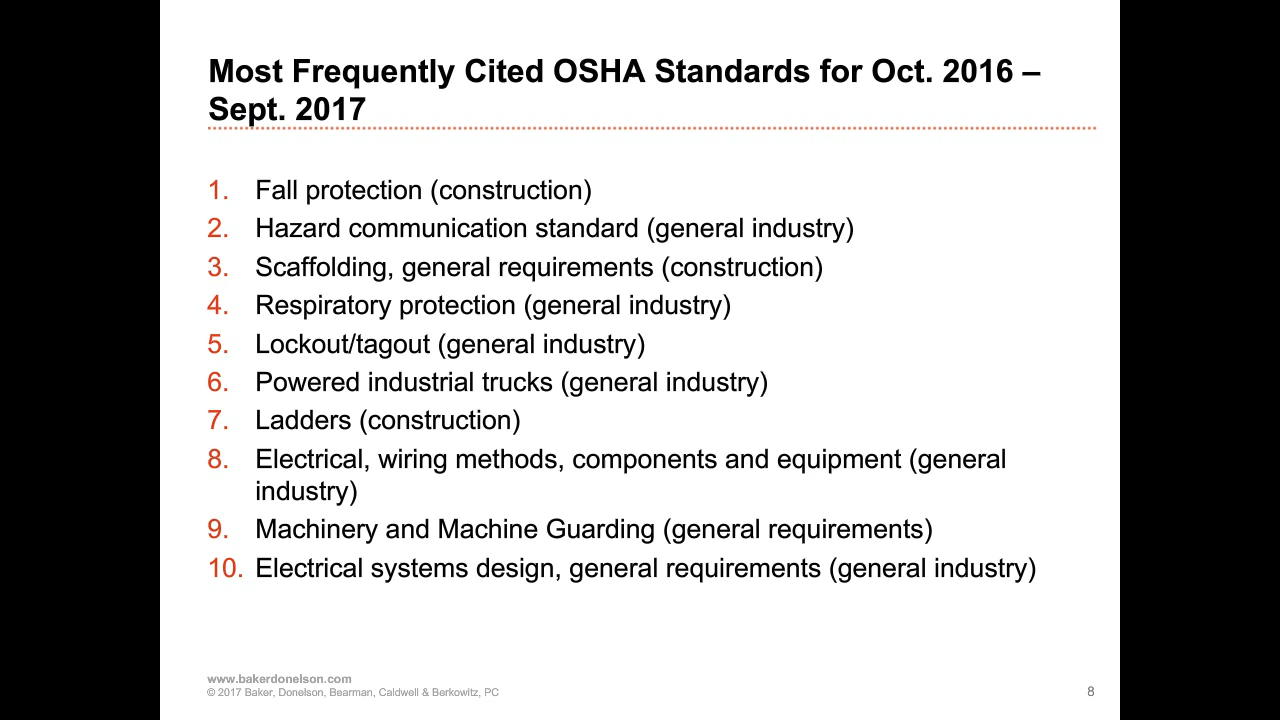 Most Frequently Cited OSHA Standards for Oct. 2016 –
Sept. 2017
1. Fall protection (construction)
2. Hazard communication standard (general industry)
3. Scaffolding, general requirements (construction)
4. Respiratory protection (general industry)
5. Lockout/tagout (general industry)
6. Powered industrial trucks (general industry)
7. Ladders (construction)
8. Electrical, wiring methods, components and equipment (general
industry)
9. Machinery and Machine Guarding (general requirements)
10. Electrical systems design, general requirements (general industry)
www.bakerdonelson.com
© 2017 Baker, Donelson, Bearman, Caldwell & Berkowitz, PC
8